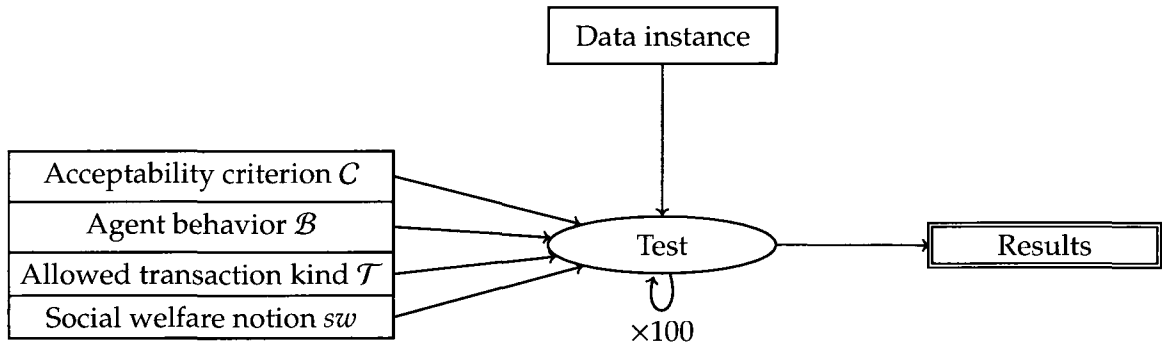 Data instance
Acceptability criterion 𝒞
Agent behavior ℬ
Allowed transaction kind 𝒯
Social welfare notion sw
Test
Results
×100